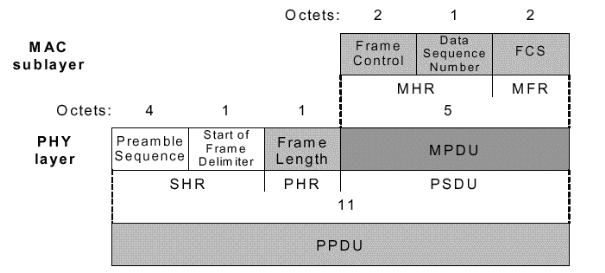 Octets: 2 1 2
MAC
sublayer
Frame
Control
Data
Sequence
Number
FCS
MHR MFR
Octets: 4 1 1 5
PHY
layer
Preamble
Sequence
Start of
Frame
Delimiter
Frame
Length
MPDU
SHR PHR PSDU
11
PPDU